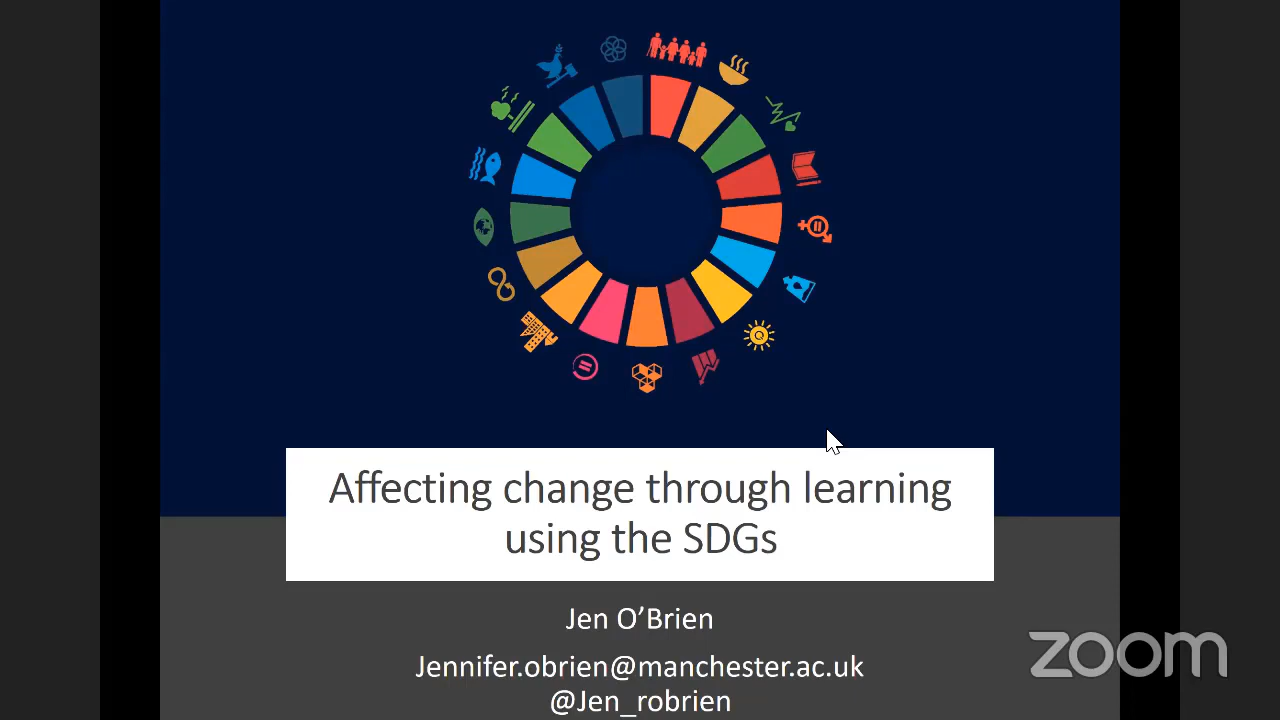 Affecting change through learning
using the SDGs
Jen O’Brien
Jennifer.obrien@manchester.ac.uk
@Jen_robrien
zoom